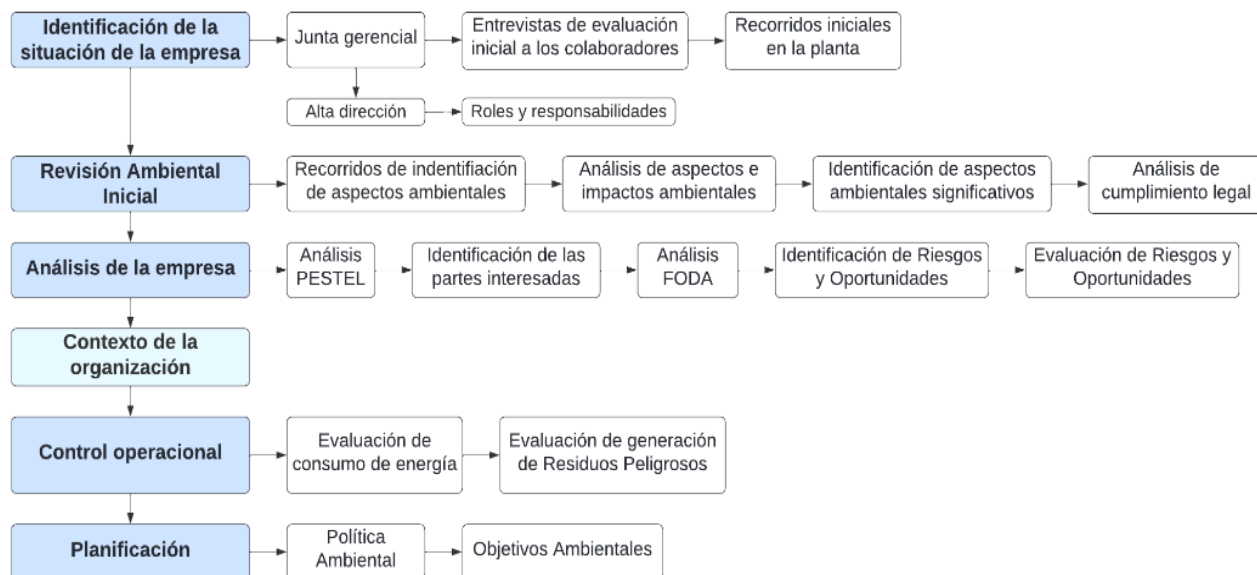 Identificación de la
situación de la empresa
Junta gerencial
Entrevistas de evaluación
inicial a los colaboradores
Recorridos iniciales
en la planta
Alta dirección
Roles y responsabilidades
Revisión Ambiental
Inicial
Recorridos de indentifiación
de aspectos ambientales
Análisis de aspectos e
impactos ambientales
Identificación de aspectos
ambientales significativos
Análisis de
cumplimiento legal
Análisis de la empresa
Análisis
PESTEL
Identificación de las
partes interesadas
Análisis
FODA
Identificación de Riesgos
y Oportunidades
Evaluación de Riesgos y
Oportunidades
Contexto de la
organización
Control operacional
Evaluación de
consumo de energía
Evaluación de generación
de Residuos Peligrosos
Planificación
Política
Ambiental
Objetivos Ambientales